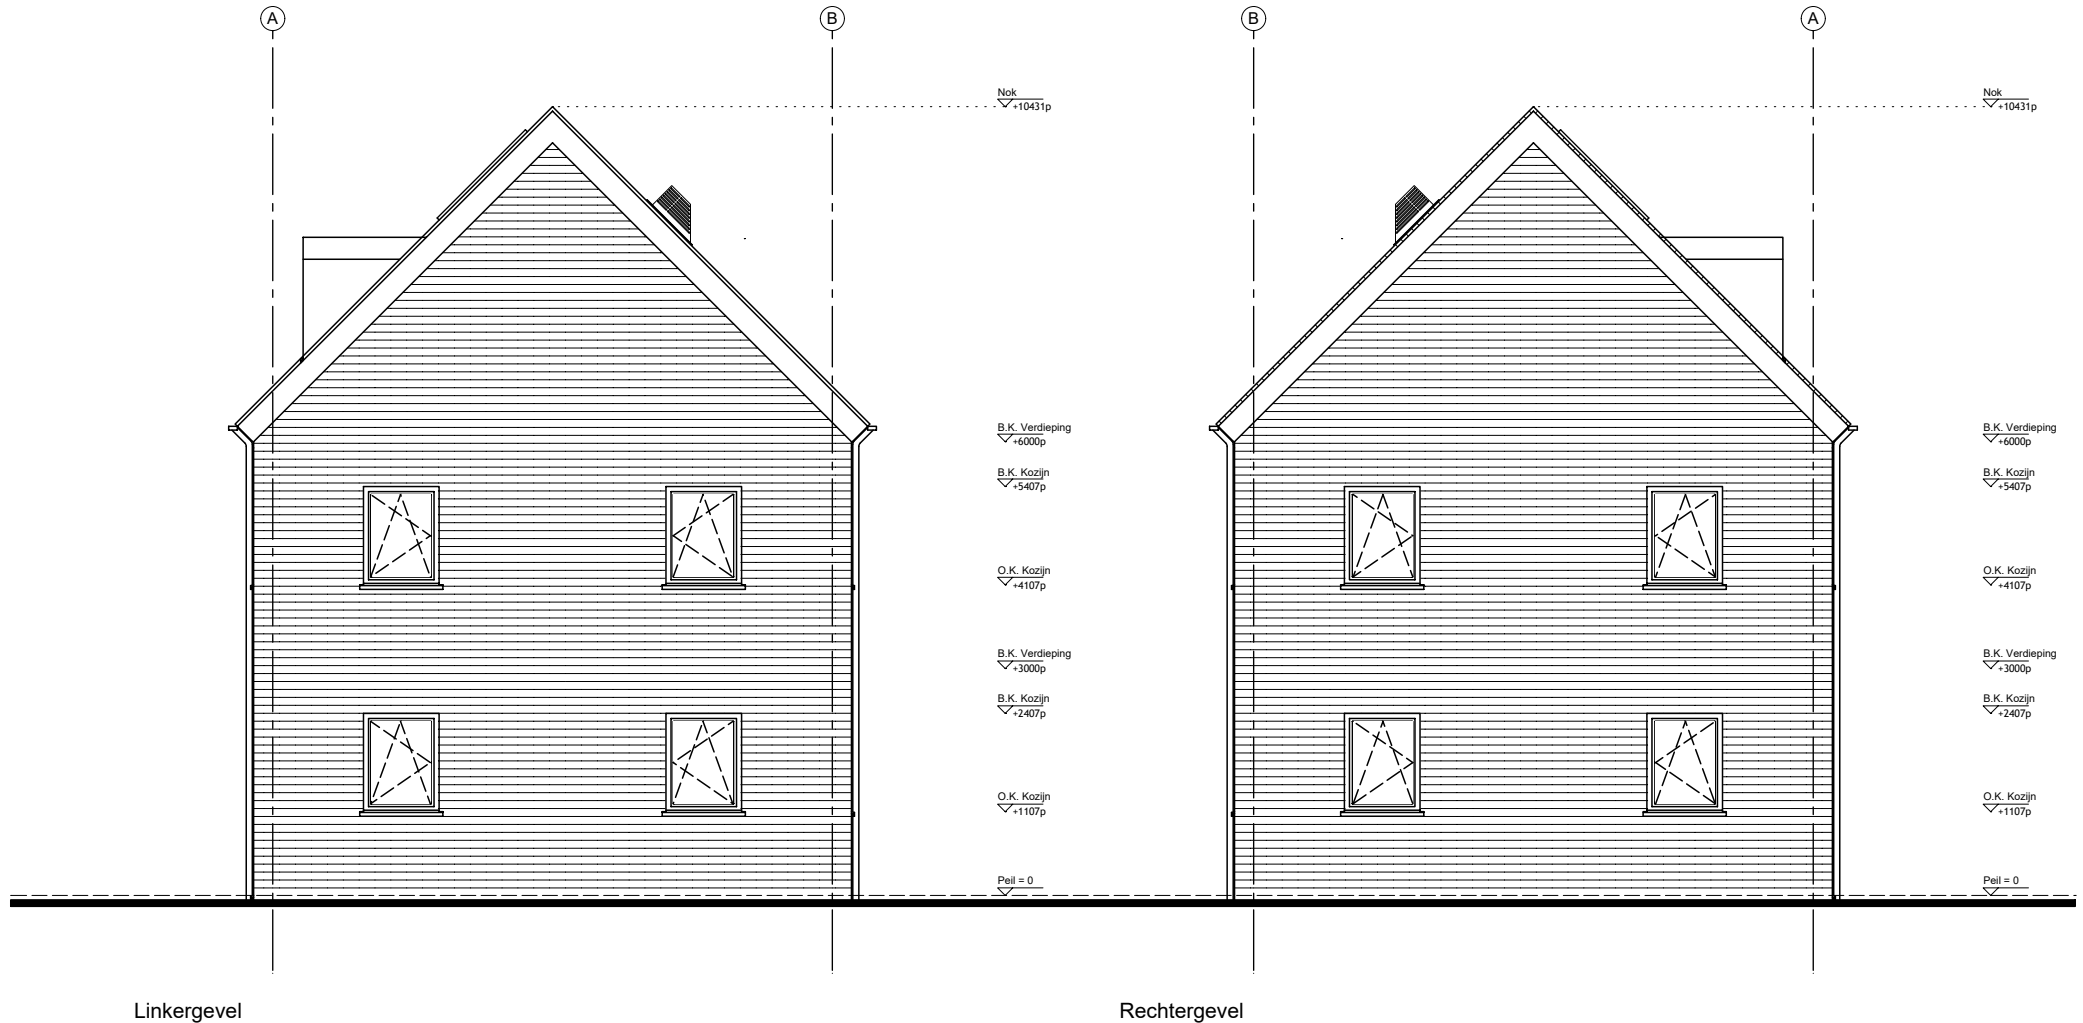 A
B
B
A
Nok
+10431p
B.K. Verdieping
+6000p
B.K. Kozijn
+5407p
O.K. Kozijn
+4107p
B.K. Verdieping
+3000p
B.K. Kozijn
+2407p
O.K. Kozijn
+1107p
Peil = 0
Nok
+10431p
B.K. Verdieping
+6000p
B.K. Kozijn
+5407p
O.K. Kozijn
+4107p
B.K. Verdieping
+3000p
B.K. Kozijn
+2407p
O.K. Kozijn
+1107p
Peil = 0
Linkergevel
Rechtergevel